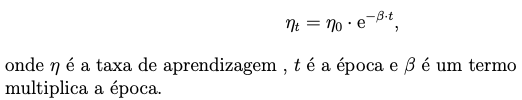 ηₜ = η₀ · e^{−β·t},
onde η é a taxa de aprendizagem , t é a época e β é um termo
multiplica a época.